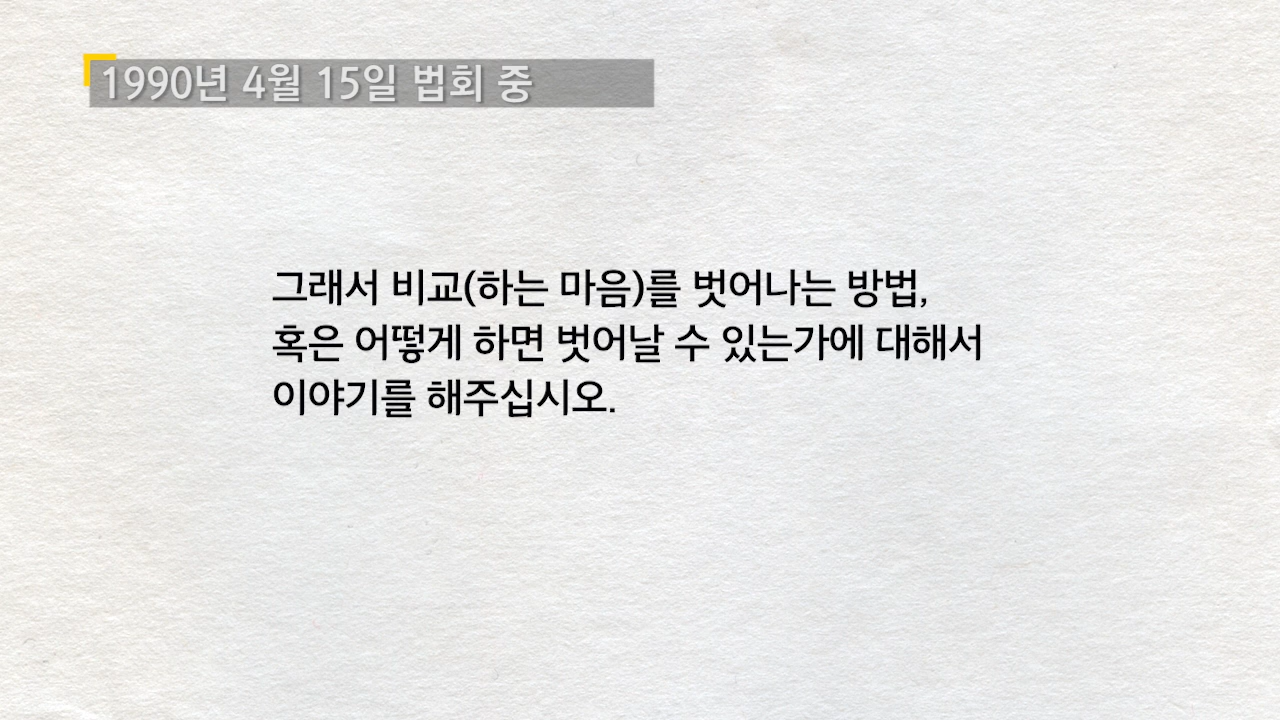 1990년 4월 15일 법회 중
그래서 비교(하는 마음)를 벗어나는 방법,
혹은 어떻게 하면 벗어날 수 있는가에 대해서
이야기를 해주십시오.